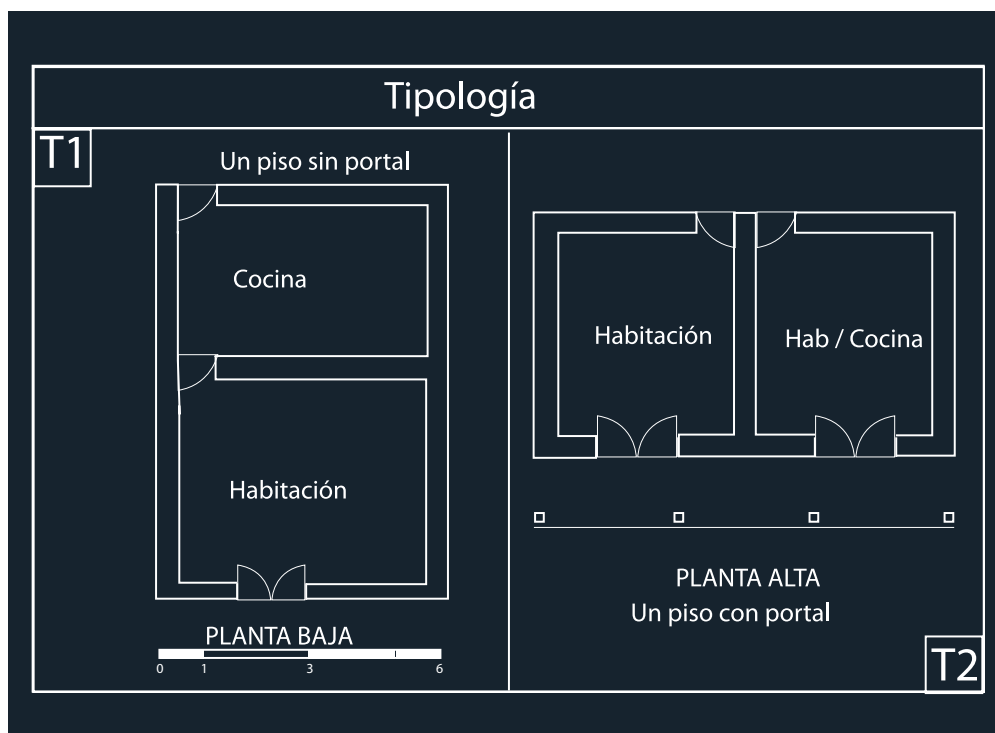 Tipología
T1
Un piso sin portal
Cocina
Habitación
PLANTA BAJA
0 1 3 6
Habitación
Hab / Cocina
PLANTA ALTA
Un piso con portal
T2